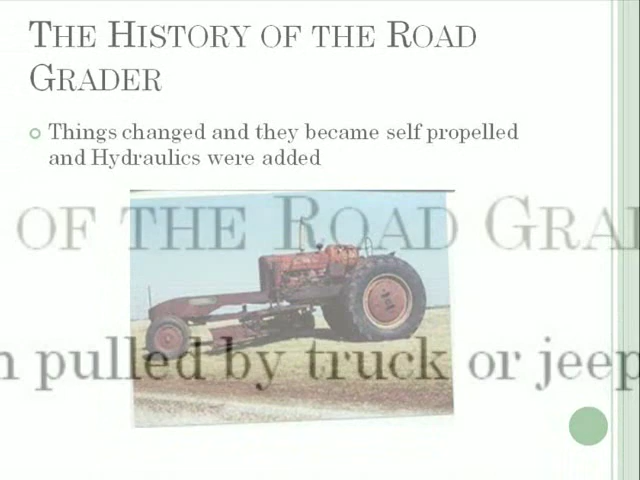 THE HISTORY OF THE ROAD
GRADER
Things changed and they became self propelled
and Hydraulics were added
OF THE ROAD
pulled by truck or jeep